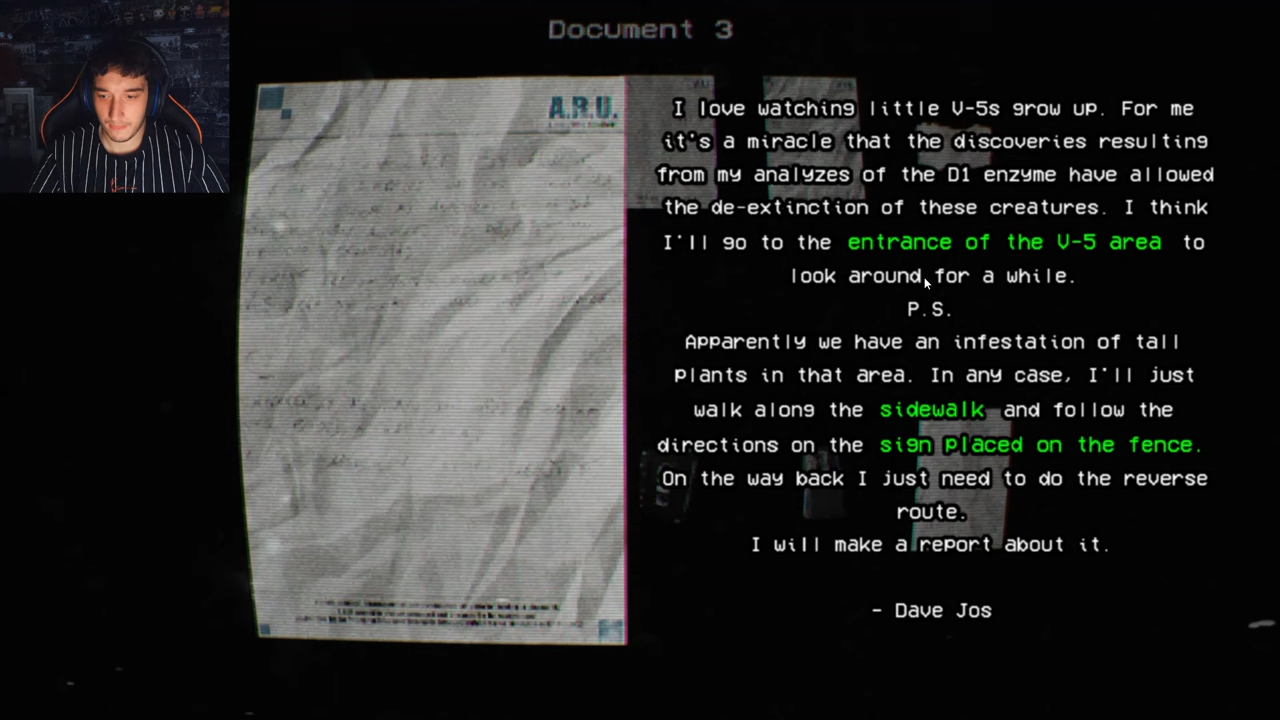 Document 3
A.R.U.
I love watching little V-5s grow up. For me
it's a miracle that the discoveries resulting
from my analyzes of the D1 enzyme have allowed
the de-extinction of these creatures. I think
I'll go to the entrance of the V-5 area to
look around for a while.
P.S.
Apparently we have an infestation of tall
plants in that area. In any case, I'll just
walk along the sidewalk and follow the
directions on the sign placed on the fence.
On the way back I just need to do the reverse
route.
I will make a report about it.
- Dave Jos